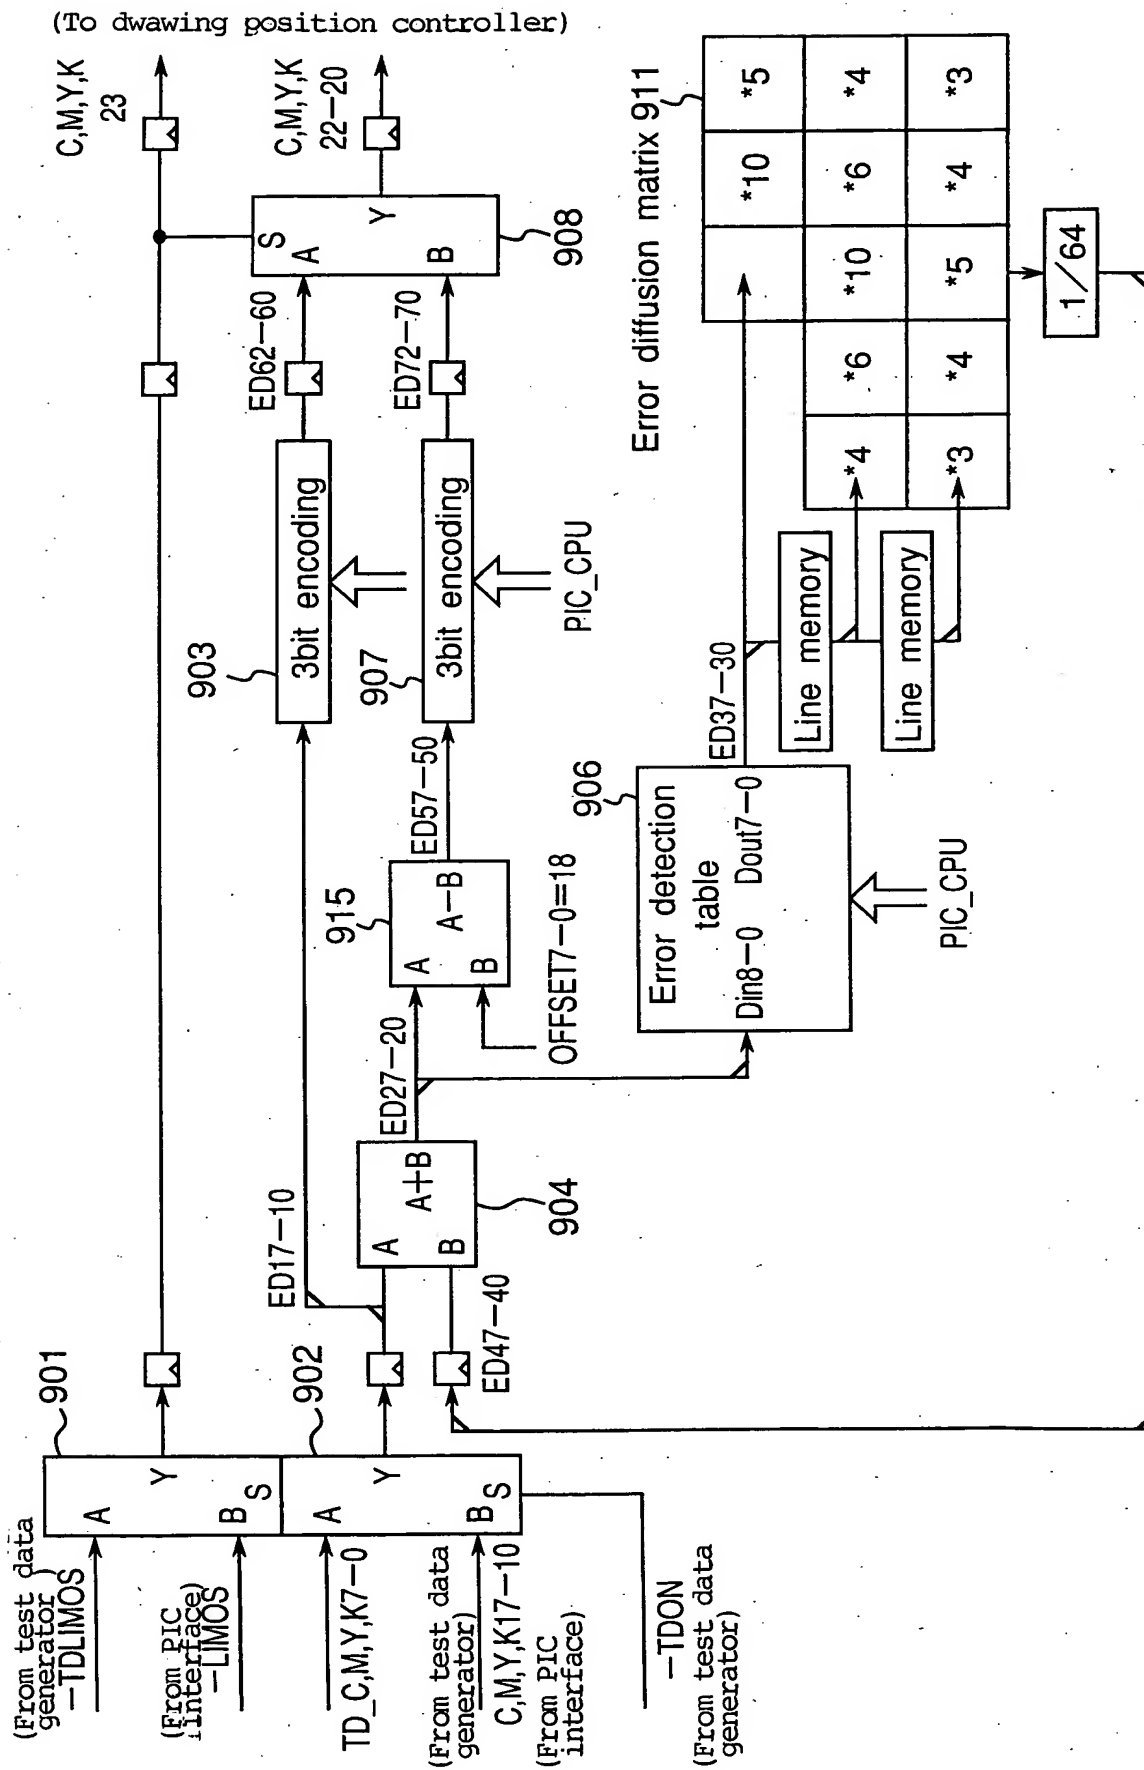 (To dwawing position controller)
C,M,Y,K
23
C,M,Y,K
22-20
S
A
Y
B
908
ED62-60
ED72-70
903
3bit encoding
907
3bit encoding
PIC_CPU
ED57-50
915
A
A-B
B
OFFSET7-0=18
ED27-20
A
A+B
B
904
ED17-10
ED47-40
901
A
Y
B
S
902
A
Y
B
S
(From test data
generator)
-TDLIMOS
(From PIC
interface)
-LIMOS
TD_C,M,Y,K7-0
(From test data
generator)
C,M,Y,K17-10
(From PIC
interface)
-TDON
(From test data
generator)
906
Error detection
table
Din8-0 Dout7-0
PIC_CPU
ED37-30
Line memory
Line memory
Error diffusion matrix 911
*10 *5
*4 *6 *10 *6 *4
*3 *4 *5 *4 *3
1/64